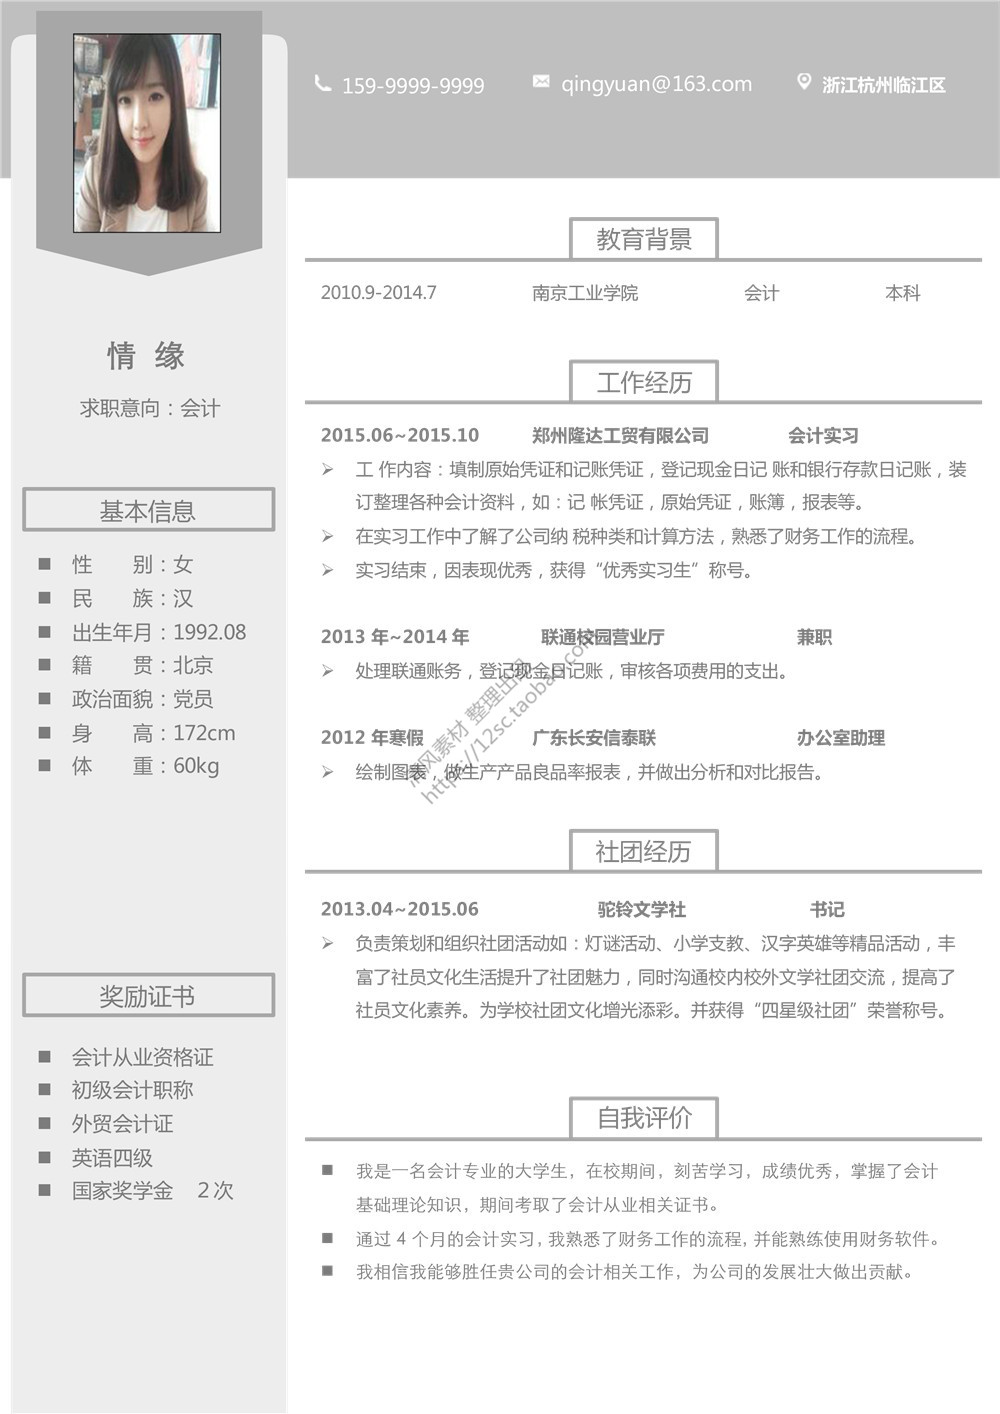 159-9999-9999
qingyuan@163.com
浙江杭州临江区
情 缘
求职意向：会计
基本信息
性 别：女
民 族：汉
出生年月：1992.08
籍 贯：北京
政治面貌：党员
身 高：172cm
体 重：60kg
奖励证书
会计从业资格证
初级会计职称
外贸会计证
英语四级
国家奖学金 2 次
教育背景
2010.9-2014.7 南京工业学院 会计 本科
工作经历
2015.06~2015.10 郑州隆达工贸有限公司 会计实习
工 作内容：填制原始凭证和记账凭证，登记现金日记 账和银行存款日记账，装
订整理各种会计资料，如：记 帐凭证，原始凭证，账簿，报表等。
在实习工作中了解了公司纳 税种类和计算方法，熟悉了财务工作的流程。
实习结束，因表现优秀，获得“优秀实习生”称号。
2013 年~2014 年 联通校园营业厅 兼职
处理联通账务，登记现金日记账，审核各项费用的支出。
2012 年寒假 广东长安信泰联 办公室助理
绘制图表，做生产产品良品率报表，并做出分析和对比报告。
素材 整理出
https://12sc.taobao.com
社团经历
2013.04~2015.06 驼铃文学社 书记
负责策划和组织社团活动如：灯谜活动、小学支教、汉字英雄等精品活动，丰
富了社员文化生活提升了社团魅力，同时沟通校内校外文学社团交流，提高了
社员文化素养。为学校社团文化增光添彩。并获得“四星级社团”荣誉称号。
自我评价
我是一名会计专业的大学生，在校期间，刻苦学习，成绩优秀，掌握了会计
基础理论知识，期间考取了会计从业相关证书。
通过 4 个月的会计实习, 我熟悉了财务工作的流程, 并能熟练使用财务软件。
我相信我能够胜任贵公司的会计相关工作，为公司的发展壮大做出贡献。